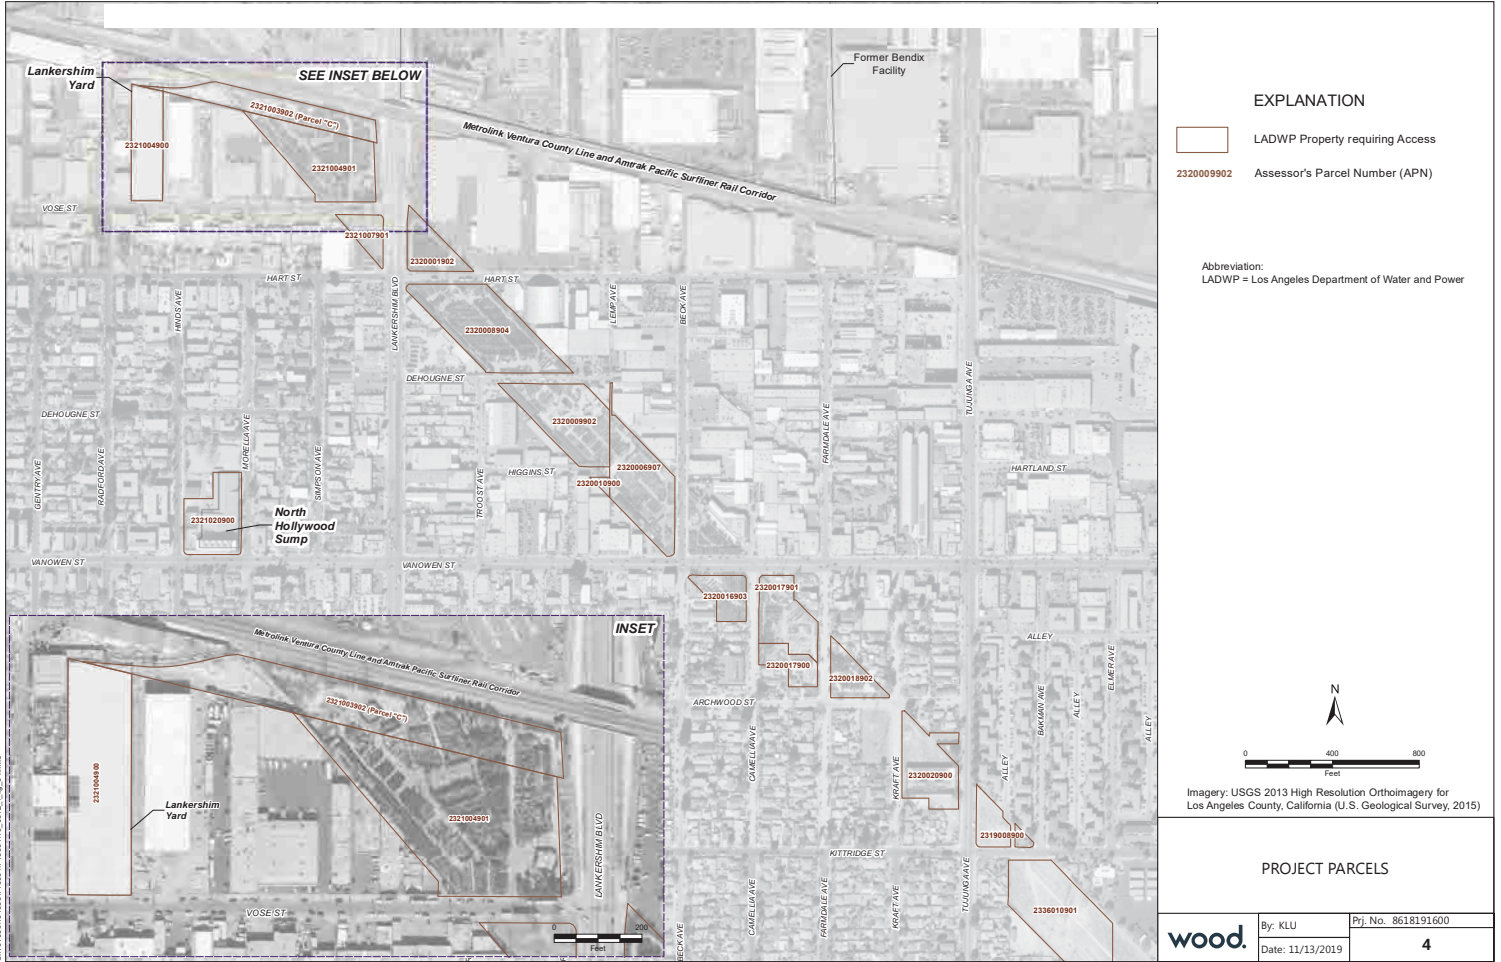 Lankershim
Yard
SEE INSET BELOW
2321003902 (Parcel "C")
2321004900
2321004901
Former Bendix
Facility
Metrolink Ventura County Line and Amtrak Pacific Surfliner Rail Corridor
VOSE ST
2321007901
2320001902
HART ST
HART ST
HINDS AVE
LANKERSHIM BLVD
LEMP AVE
BECK AVE
2320008904
DEHOUGNE ST
TUJUNGA AVE
DEHOUGNE ST
2320009902
MORELLA AVE
FARMDALE AVE
GENTRY AVE
RADFORD AVE
SIMPSON AVE
TROOST AVE
HIGGINS ST
2320006907
2320010900
HARTLAND ST
2321020900
North
Hollywood
Sump
VANOWEN ST
VANOWEN ST
2320016903
2320017901
2320017900
2320018902
ALLEY
ELMER AVE
BAKMAN AVE
ALLEY
ALLEY
ARCHWOOD ST
CAMELLIA AVE
KRAFT AVE
2320020900
ALLEY
2319008900
KITTRIDGE ST
TUJUNGA AVE
2336010901
BECK AVE
CAMELLIA AVE
FARMDALE AVE
KRAFT AVE
INSET
Metrolink Ventura County Line and Amtrak Pacific Surfliner Rail Corridor
2321003902 (Parcel "C")
2321004900
Lankershim
Yard
2321004901
LANKERSHIM BLVD
VOSE ST
0 200
Feet
EXPLANATION
LADWP Property requiring Access
2320009902 Assessor's Parcel Number (APN)
Abbreviation:
LADWP = Los Angeles Department of Water and Power
N
0 400 800
Feet
Imagery: USGS 2013 High Resolution Orthoimagery for
Los Angeles County, California (U.S. Geological Survey, 2015)
PROJECT PARCELS
wood.
By: KLU
Date: 11/13/2019
Prj. No. 8618191600
4